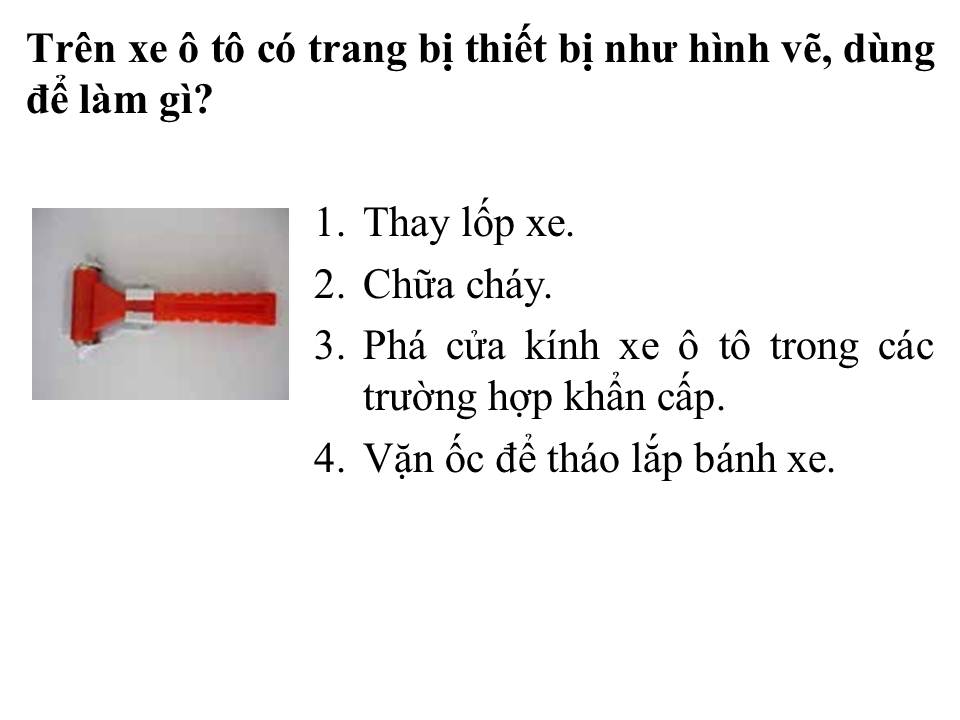 Trên xe ô tô có trang bị thiết bị như hình vẽ, dùng
để làm gì?
1. Thay lốp xe.
2. Chữa cháy.
3. Phá cửa kính xe ô tô trong các
trường hợp khẩn cấp.
4. Vặn ốc để tháo lắp bánh xe.